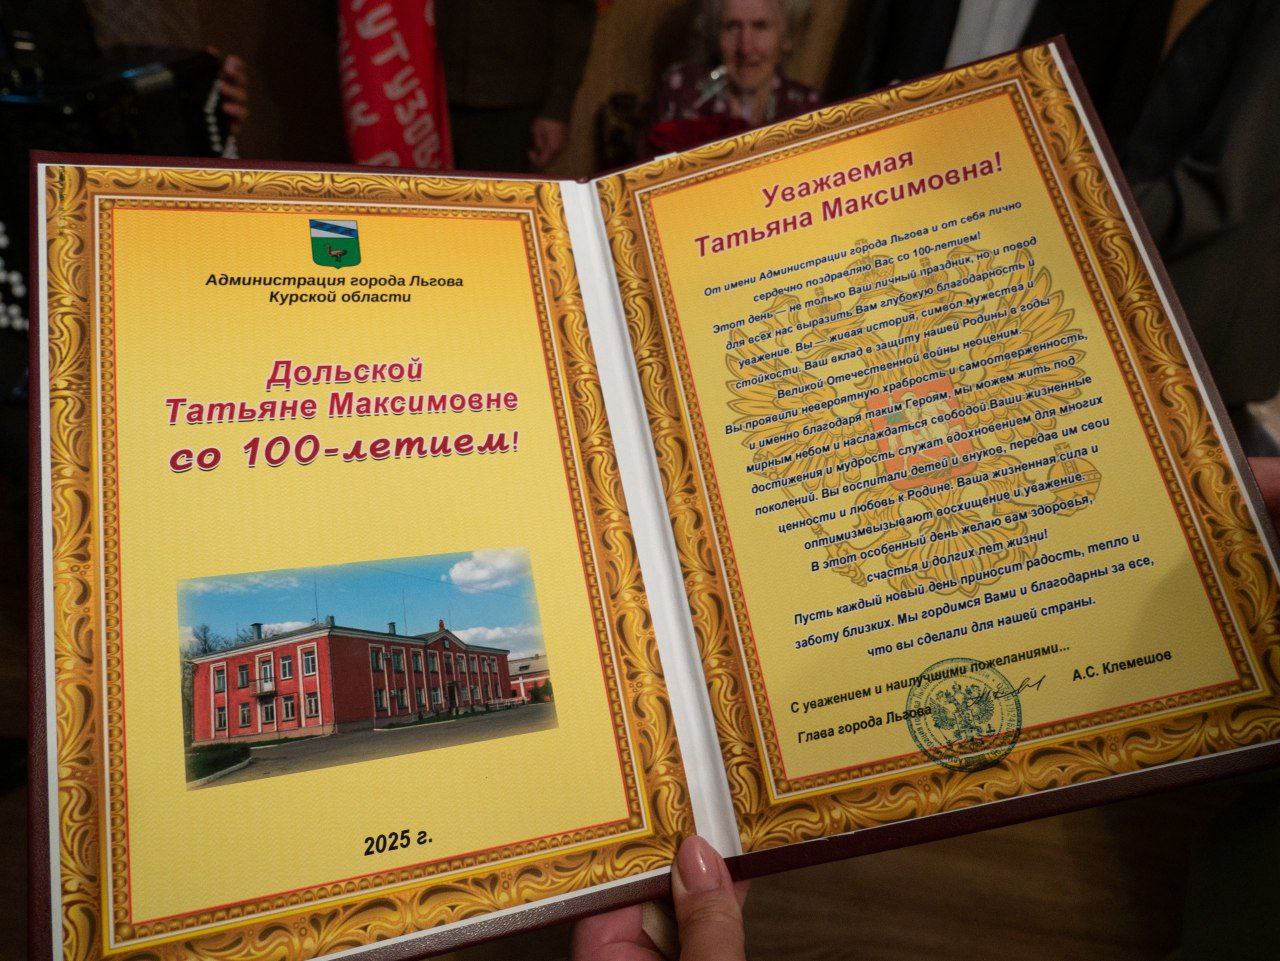 КУТУЗОВ
Администрация города Льгова
Курской области
Дольской
Татьяне Максимовне
со 100-летием!
2025 г.
Уважаемая
Татьяна Максимовна!
От имени Администрации города Льгова и от себя лично
сердечно поздравляю Вас со 100-летием!
Этот день — не только Ваш личный праздник, но и повод
для всех нас выразить Вам глубокую благодарность и
уважение. Вы — живая история, символ мужества и
стойкости. Ваш вклад в защиту нашей Родины в годы
Великой Отечественной войны неоценим.
Вы проявили невероятную храбрость и самоотверженность,
и именно благодаря таким Героям, мы можем жить под
мирным небом и наслаждаться свободой.Ваши жизненные
достижения и мудрость служат вдохновением для многих
поколений. Вы воспитали детей и внуков, передав им свои
ценности и любовь к Родине. Ваша жизненная сила и
оптимизмвызывают восхищение и уважение.
В этот особенный день желаю вам здоровья,
счастья и долгих лет жизни!
Пусть каждый новый день приносит радость, тепло и
заботу близких. Мы гордимся Вами и благодарны за все,
что вы сделали для нашей страны.
С уважением и наилучшими пожеланиями...
Глава города Льгова А.С. Клемешов